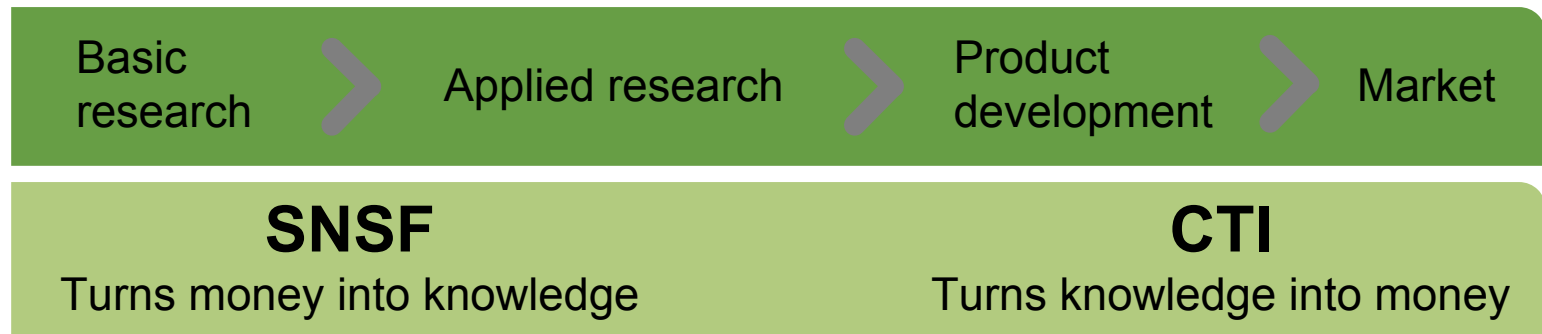 Basic
research
Applied research
Product
development
Market
SNSF
Turns money into knowledge
CTI
Turns knowledge into money